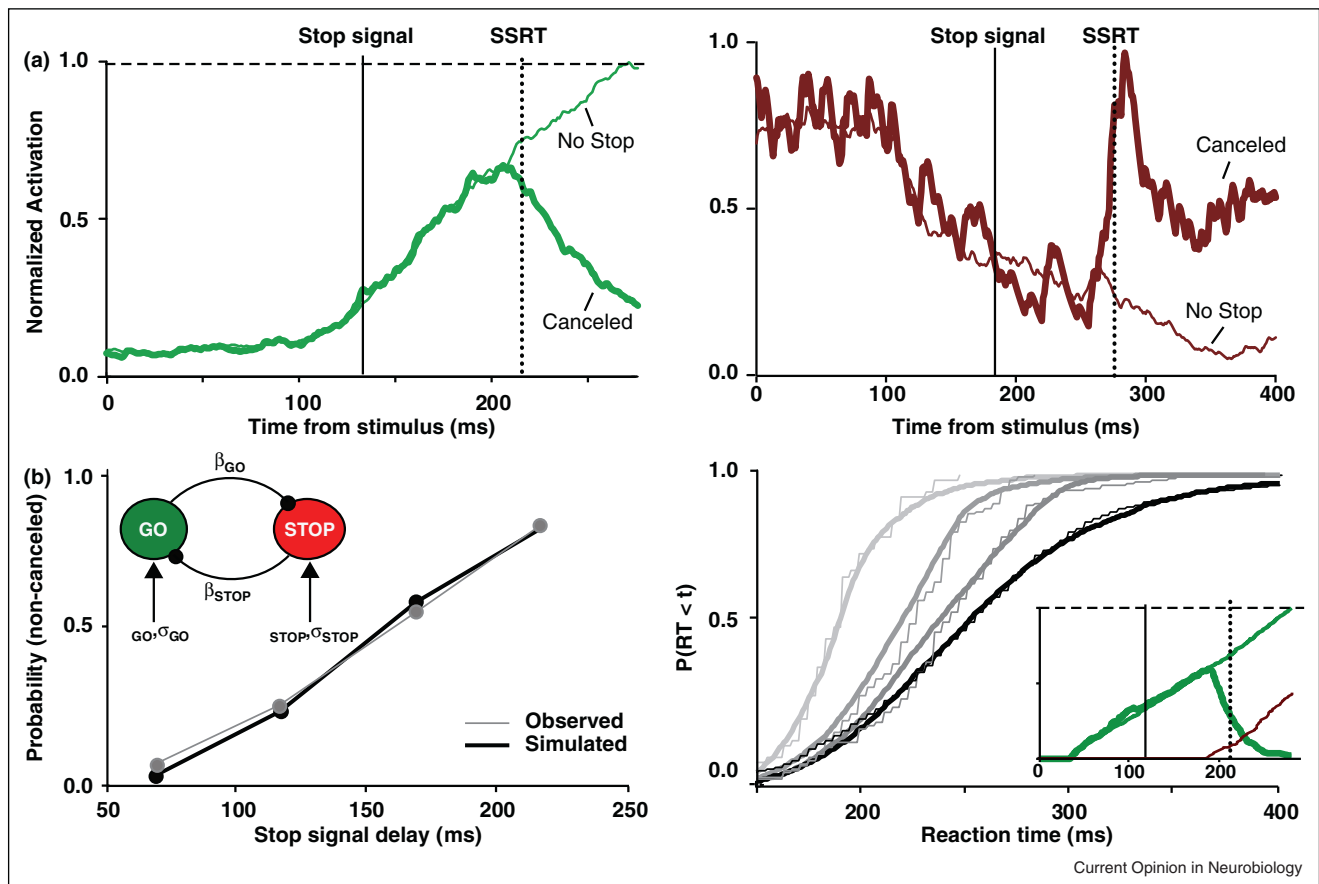 (a)
Stop signal SSRT
1.0
0.5
0.0
Normalized Activation
No Stop
Canceled
0 100 200
Time from stimulus (ms)
Stop signal SSRT
1.0
0.5
0.0
Canceled
No Stop
0 100 200 300 400
Time from stimulus (ms)
(b)
1.0
0.5
0.0
Probability (non-canceled)
βGO
GO STOP
βSTOP
GO,σGO STOP,σSTOP
Observed
Simulated
50 100 150 200 250
Stop signal delay (ms)
1.0
0.5
0.0
P(RT < t)
0 100 200
200 300 400
Reaction time (ms)
Current Opinion in Neurobiology